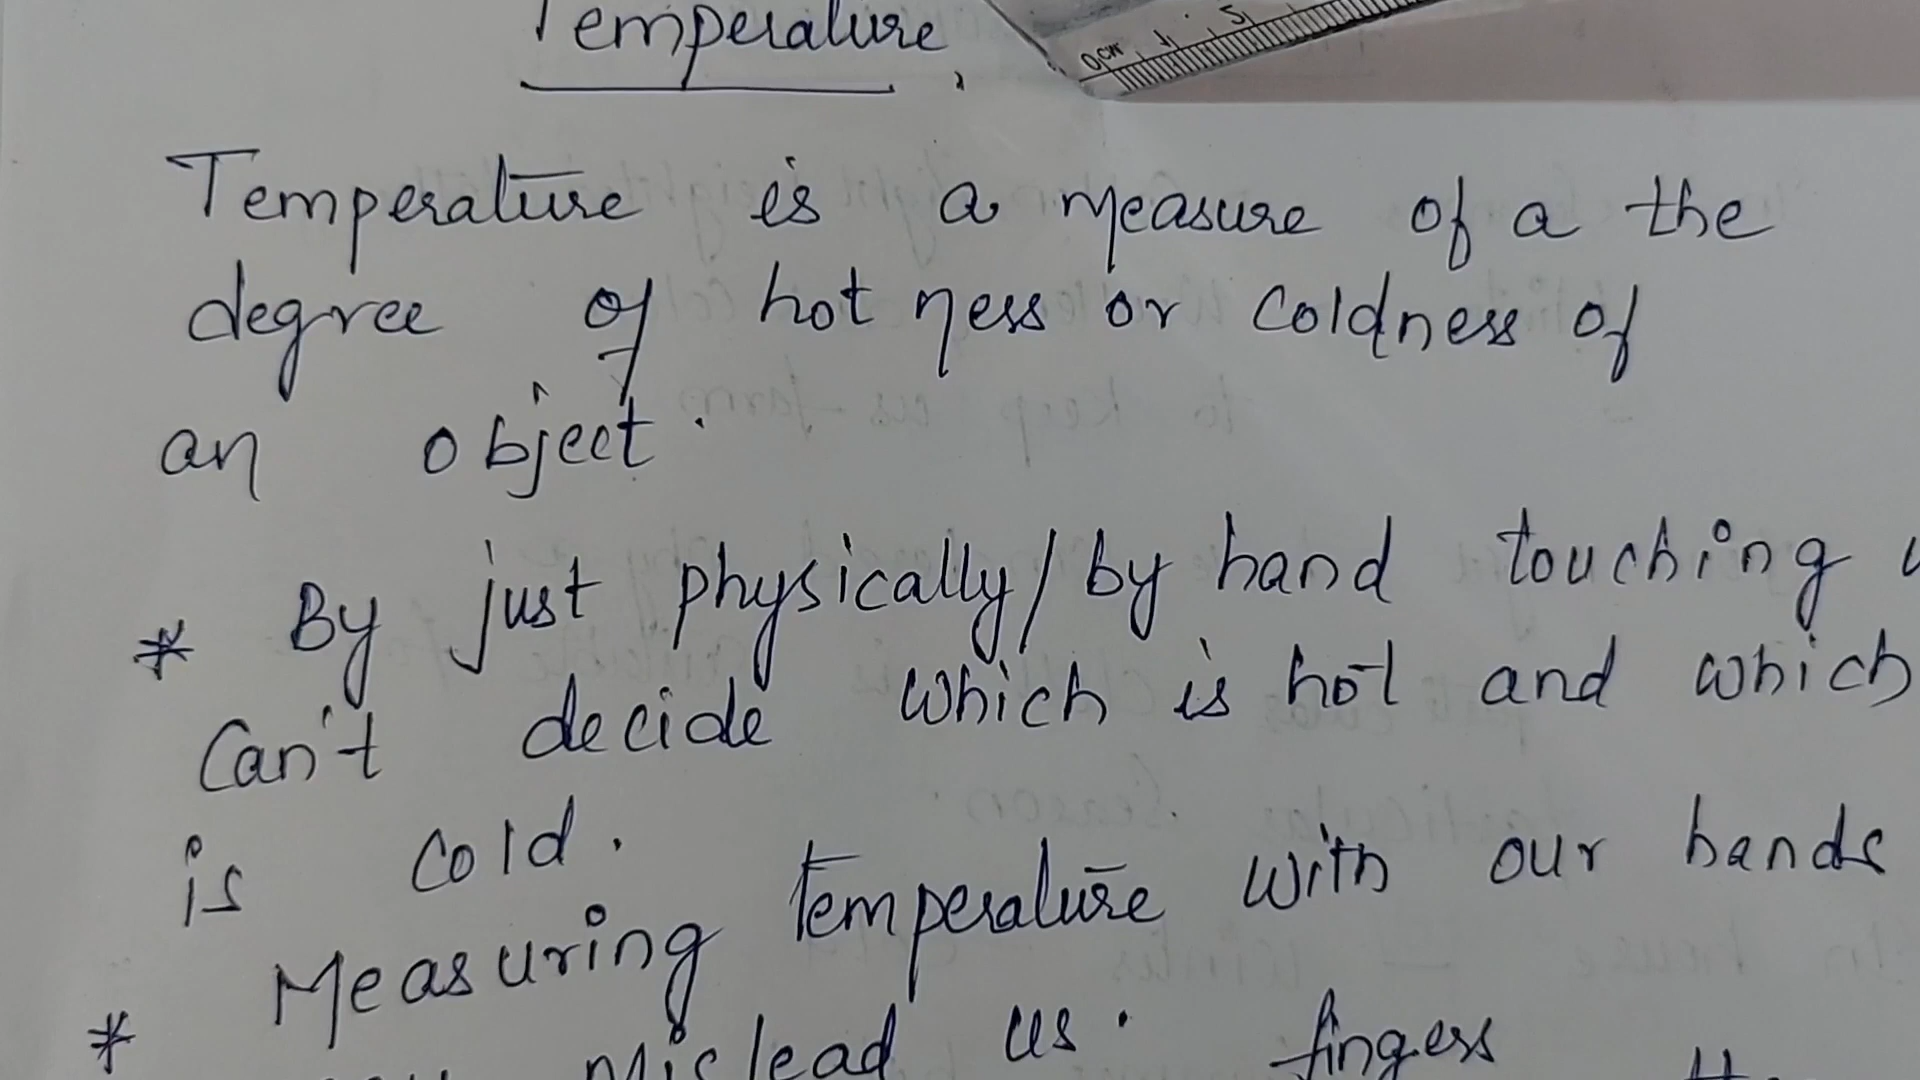 Temperature.
0cm 1
Temperature is a measure of a the
degree of hot ness or coldness of
an object.
* By just physically / by hand touching
Can't decide which is hot and which
is cold.
* Measuring temperature with our hands
mislead us. fingers